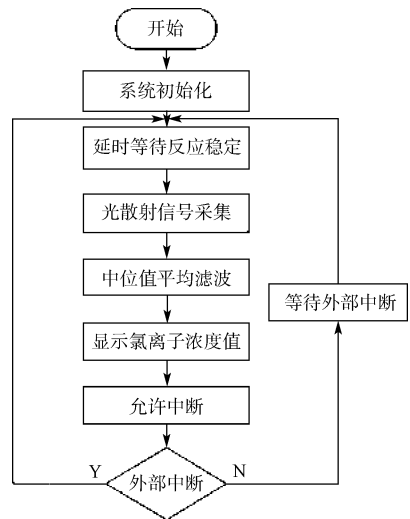 开始
系统初始化
延时等待反应稳定
光散射信号采集
中位值平均滤波
等待外部中断
显示氯离子浓度值
允许中断
Y
外部中断
N